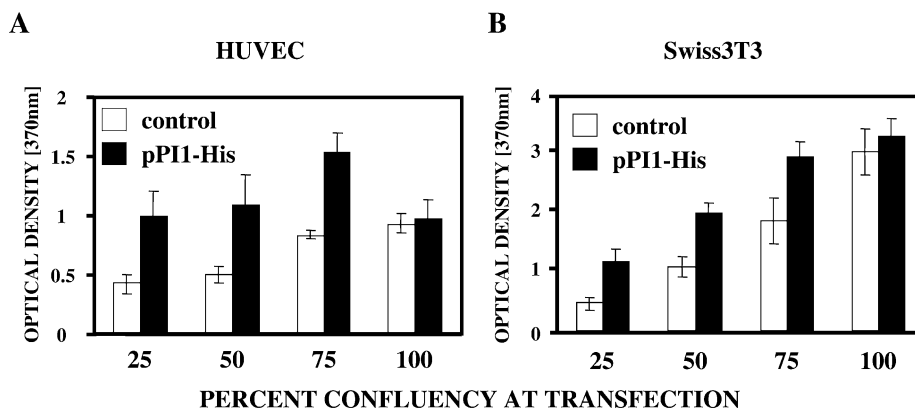 A
HUVEC
OPTICAL DENSITY [370nm]
2
1.5
1
0.5
0
control
pPI1-His
25 50 75 100
B
Swiss3T3
OPTICAL DENSITY [370nm]
4
3
2
1
0
control
pPI1-His
25 50 75 100
PERCENT CONFLUENCY AT TRANSFECTION